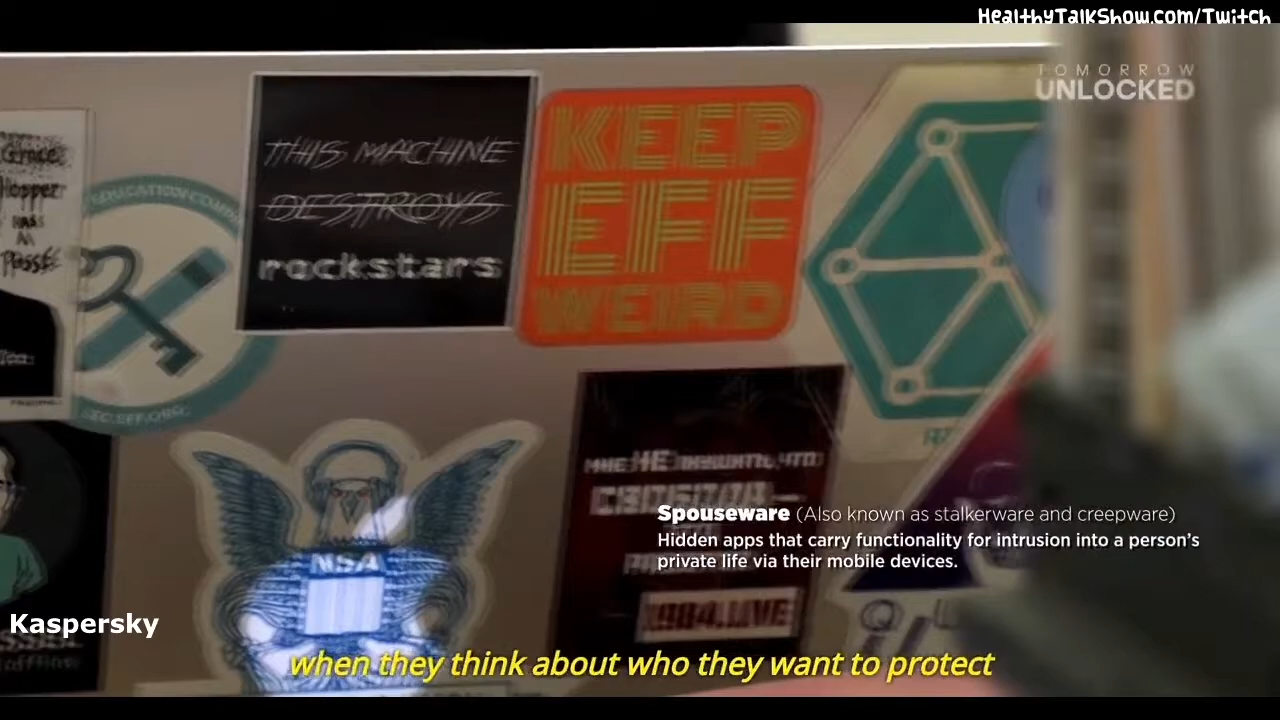 HealthyTalkShow.com/Twitch
TOMORROW
UNLOCKED
Grace
Hopper
HAS
A
POSSE
THIS MACHINE
DESTROYS
rockstars
KEEP
EFF
WEIRD
SEC.EFF.ORG
NSA
1984.LIVE
Spouseware (Also known as stalkerware and creepware)
Hidden apps that carry functionality for intrusion into a person's
private life via their mobile devices.
Kaspersky
when they think about who they want to protect